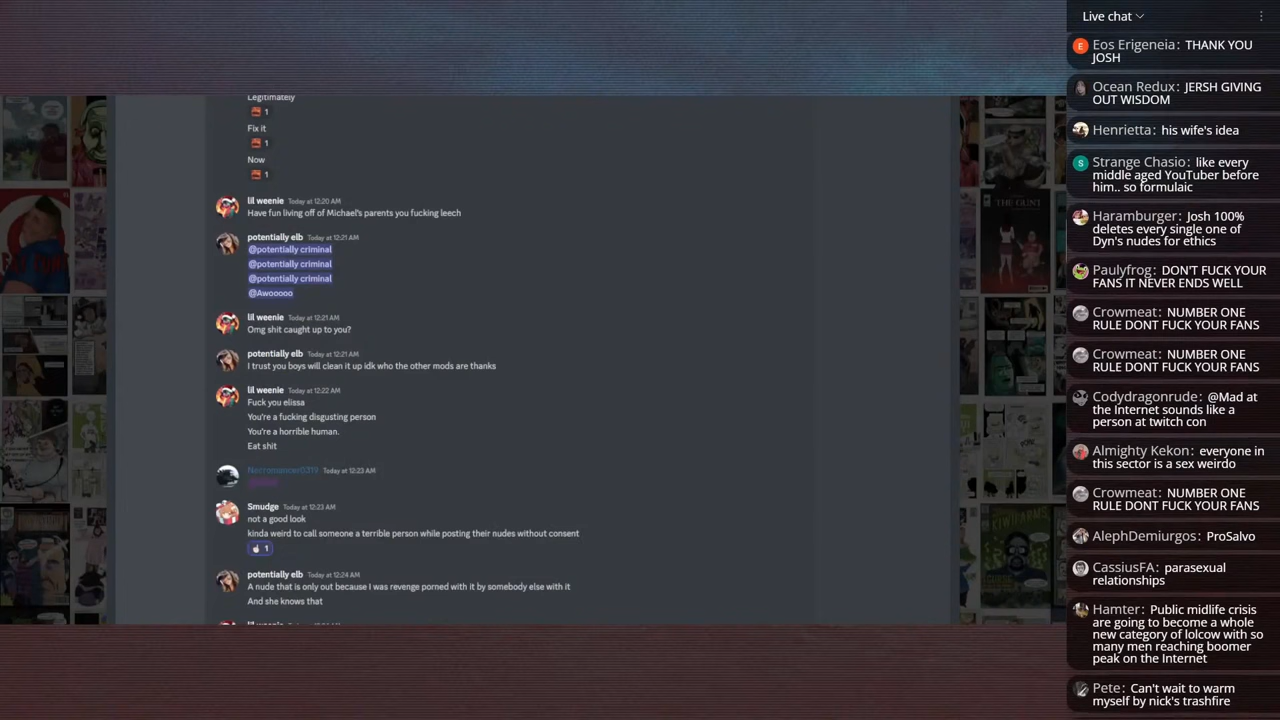 Legitimately
1
Fix it
1
Now
1
lil weenie Today at 12:20 AM
Have fun living off of Michael's parents you fucking leech
potentially elb Today at 12:21 AM
@potentially criminal
@potentially criminal
@potentially criminal
@Awooooo
lil weenie Today at 12:21 AM
Omg shit caught up to you?
potentially elb Today at 12:21 AM
I trust you boys will clean it up idk who the other mods are thanks
lil weenie Today at 12:22 AM
Fuck you elissa
You're a fucking disgusting person
You're a horrible human.
Eat shit
Necromancer0319 Today at 12:23 AM
Smudge Today at 12:23 AM
not a good look
kinda weird to call someone a terrible person while posting their nudes without consent
1
potentially elb Today at 12:24 AM
A nude that is only out because I was revenge porned with it by somebody else with it
And she knows that
THE GUNT
Live chat
Eos Erigeneia: THANK YOU
JOSH
Ocean Redux: JERSH GIVING
OUT WISDOM
Henrietta: his wife's idea
Strange Chasio: like every
middle aged YouTuber before
him.. so formulaic
Haramburger: Josh 100%
deletes every single one of
Dyn's nudes for ethics
Paulyfrog: DON'T FUCK YOUR
FANS IT NEVER ENDS WELL
Crowmeat: NUMBER ONE
RULE DONT FUCK YOUR FANS
Crowmeat: NUMBER ONE
RULE DONT FUCK YOUR FANS
Codydragonrude: @Mad at
the Internet sounds like a
person at twitch con
Almighty Kekon: everyone in
this sector is a sex weirdo
Crowmeat: NUMBER ONE
RULE DONT FUCK YOUR FANS
AlephDemiurgos: ProSalvo
CassiusFA: parasexual
relationships
Hamter: Public midlife crisis
are going to become a whole
new category of lolcow with so
many men reaching boomer
peak on the Internet
Pete: Can't wait to warm
myself by nick's trashfire